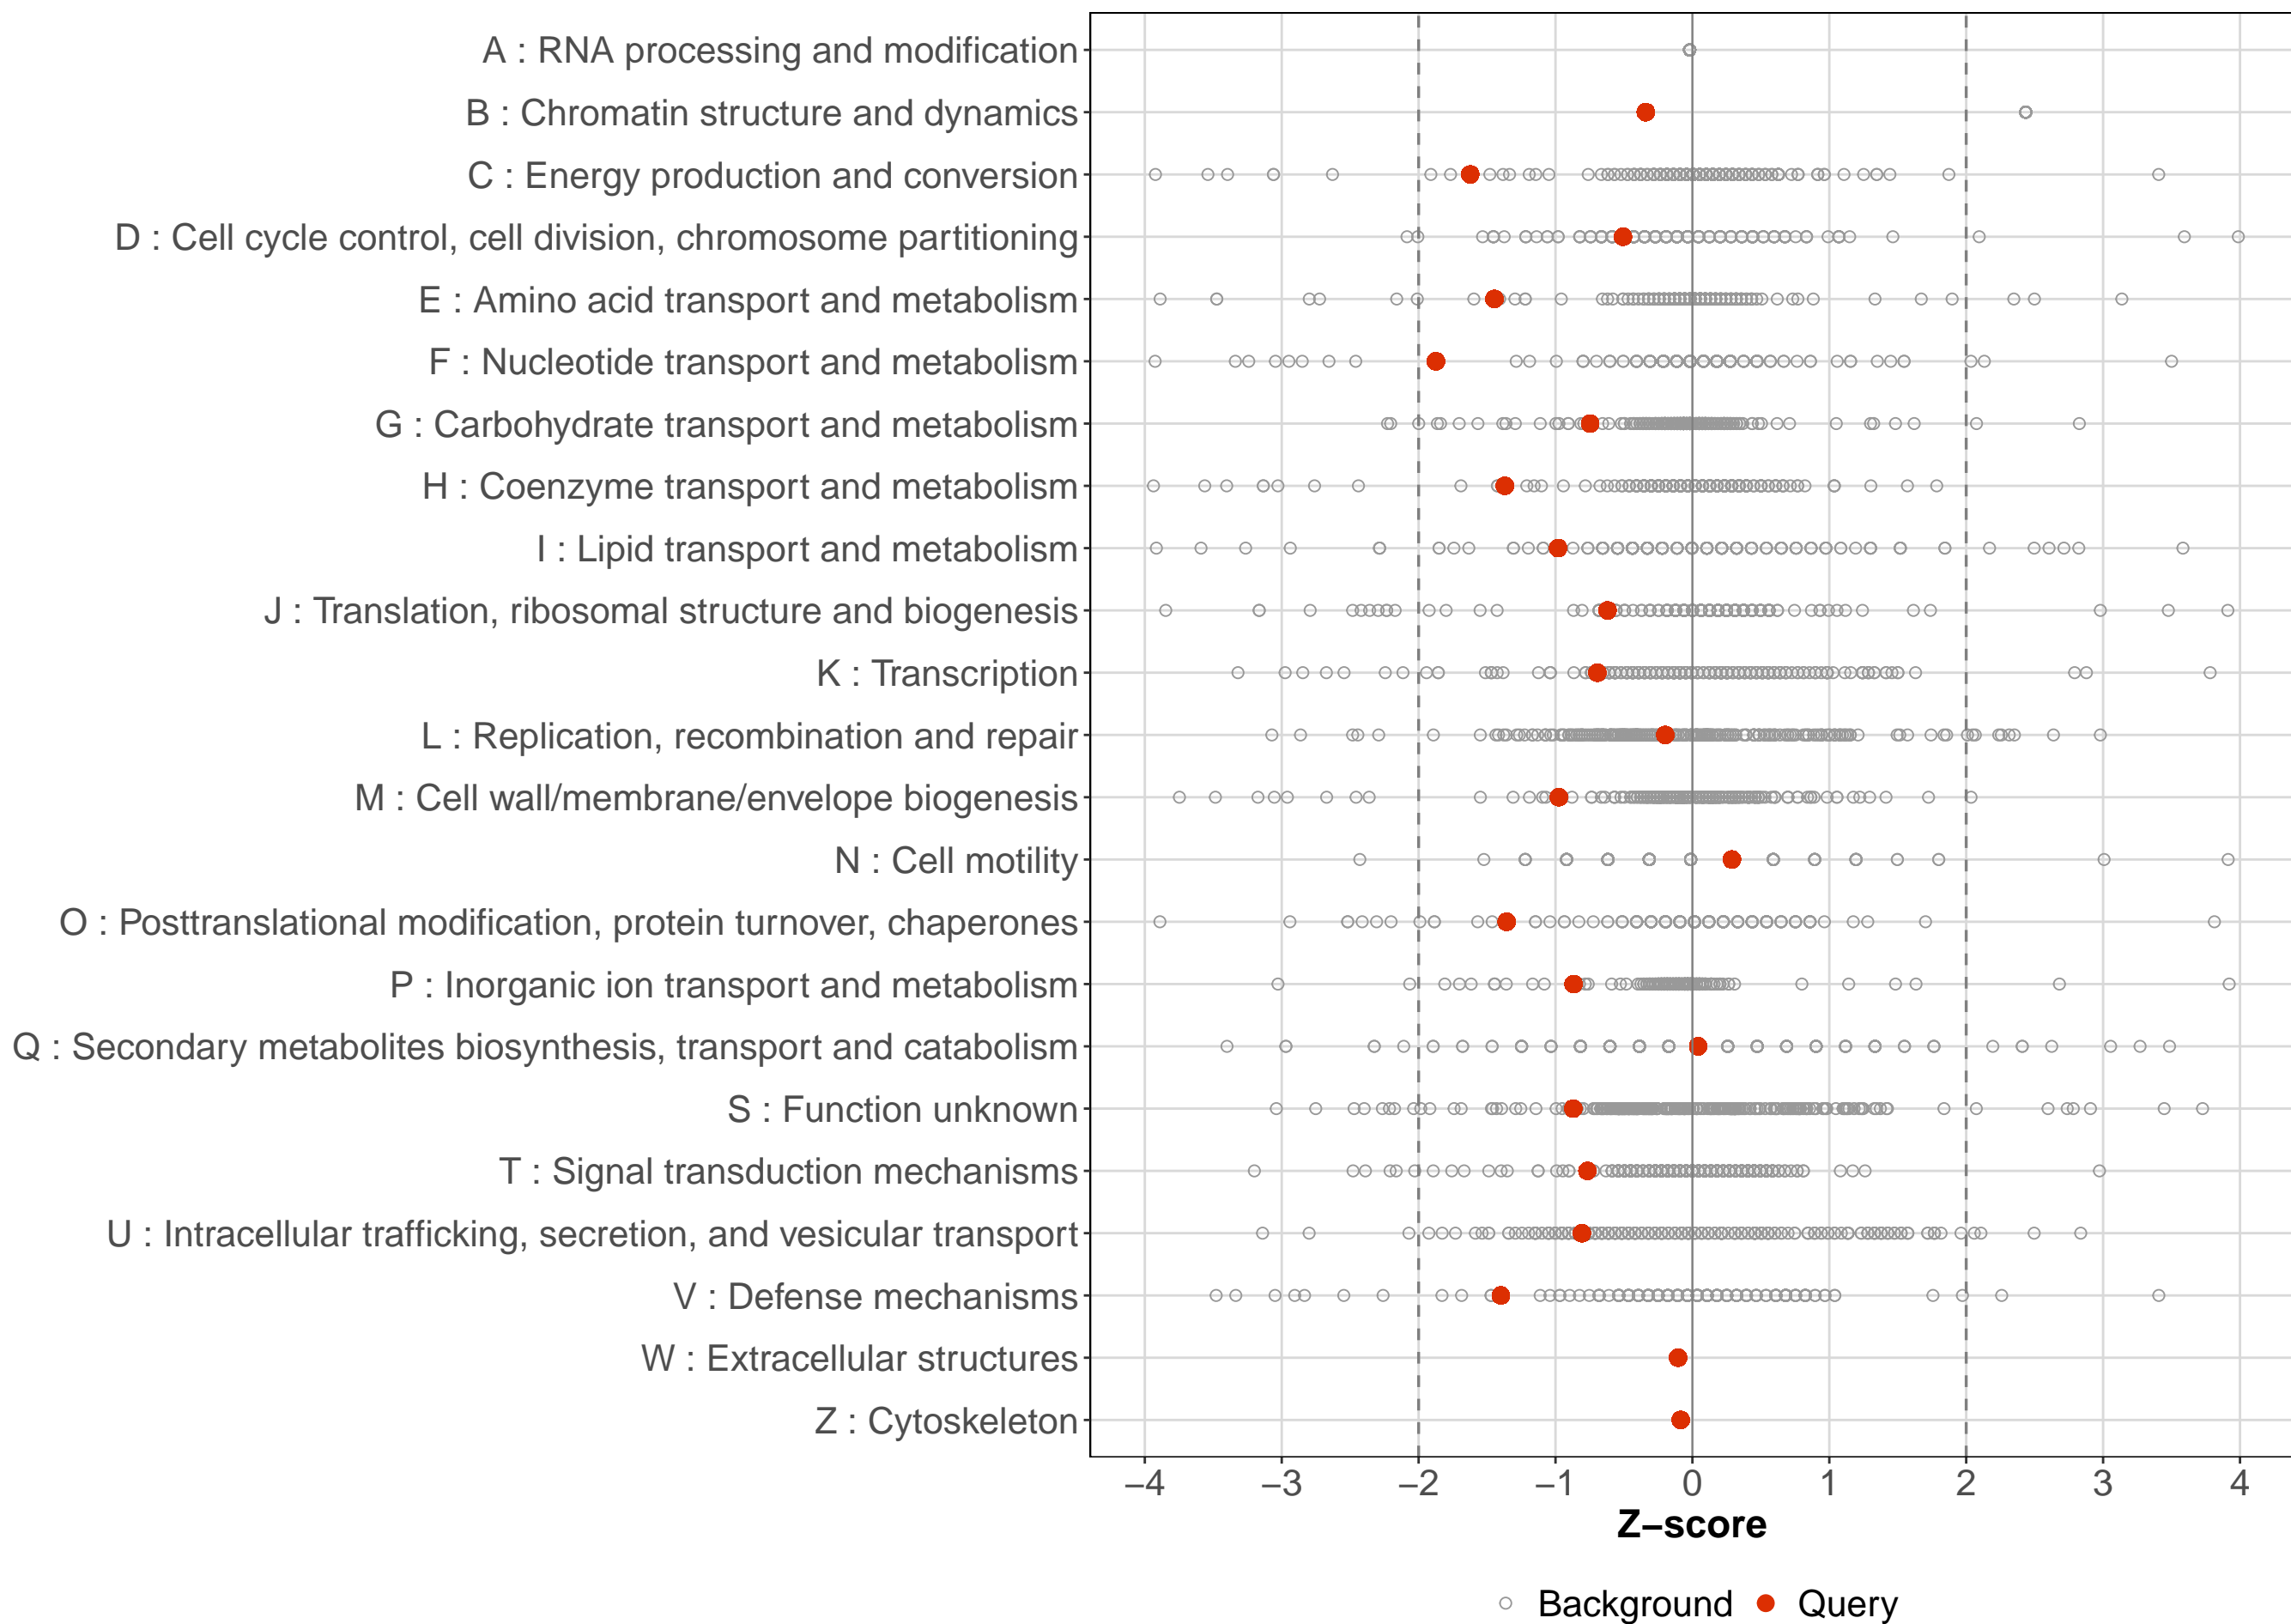 A : RNA processing and modification
B : Chromatin structure and dynamics
C : Energy production and conversion
D : Cell cycle control, cell division, chromosome partitioning
E : Amino acid transport and metabolism
F : Nucleotide transport and metabolism
G : Carbohydrate transport and metabolism
H : Coenzyme transport and metabolism
I : Lipid transport and metabolism
J : Translation, ribosomal structure and biogenesis
K : Transcription
L : Replication, recombination and repair
M : Cell wall/membrane/envelope biogenesis
N : Cell motility
O : Posttranslational modification, protein turnover, chaperones
P : Inorganic ion transport and metabolism
Q : Secondary metabolites biosynthesis, transport and catabolism
S : Function unknown
T : Signal transduction mechanisms
U : Intracellular trafficking, secretion, and vesicular transport
V : Defense mechanisms
W : Extracellular structures
Z : Cytoskeleton
−4 −3 −2 −1 0 1 2 3 4
Z−score
Background Query